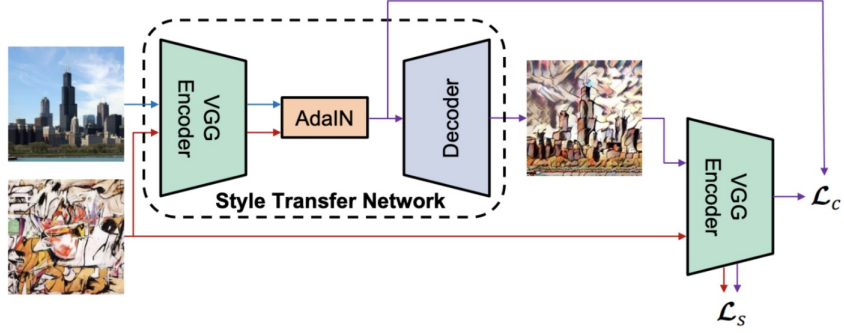 VGG
Encoder
AdaIN
Decoder
Style Transfer Network
VGG
Encoder
ℒc
ℒs